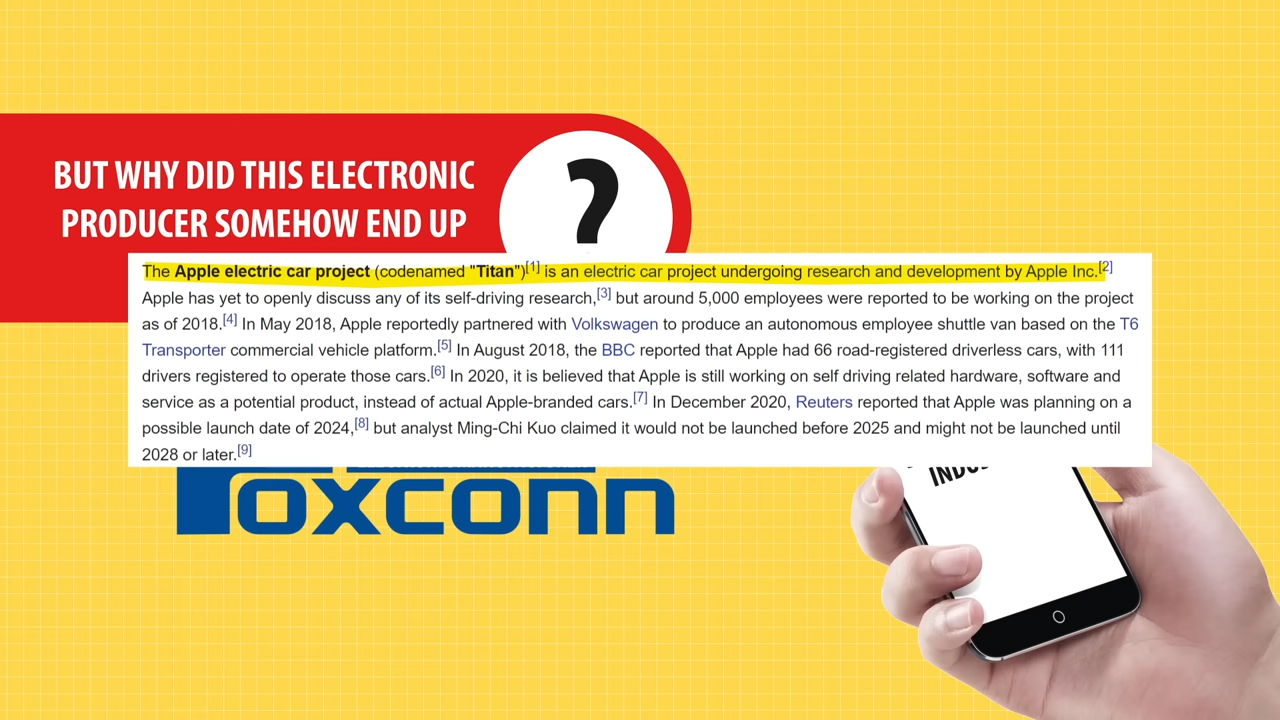 BUT WHY DID THIS ELECTRONIC
PRODUCER SOMEHOW END UP
?
The Apple electric car project (codenamed "Titan")[1] is an electric car project undergoing research and development by Apple Inc.[2]
Apple has yet to openly discuss any of its self-driving research,[3] but around 5,000 employees were reported to be working on the project
as of 2018.[4] In May 2018, Apple reportedly partnered with Volkswagen to produce an autonomous employee shuttle van based on the T6
Transporter commercial vehicle platform.[5] In August 2018, the BBC reported that Apple had 66 road-registered driverless cars, with 111
drivers registered to operate those cars.[6] In 2020, it is believed that Apple is still working on self driving related hardware, software and
service as a potential product, instead of actual Apple-branded cars.[7] In December 2020, Reuters reported that Apple was planning on a
possible launch date of 2024,[8] but analyst Ming-Chi Kuo claimed it would not be launched before 2025 and might not be launched until
2028 or later.[9]
Foxconn